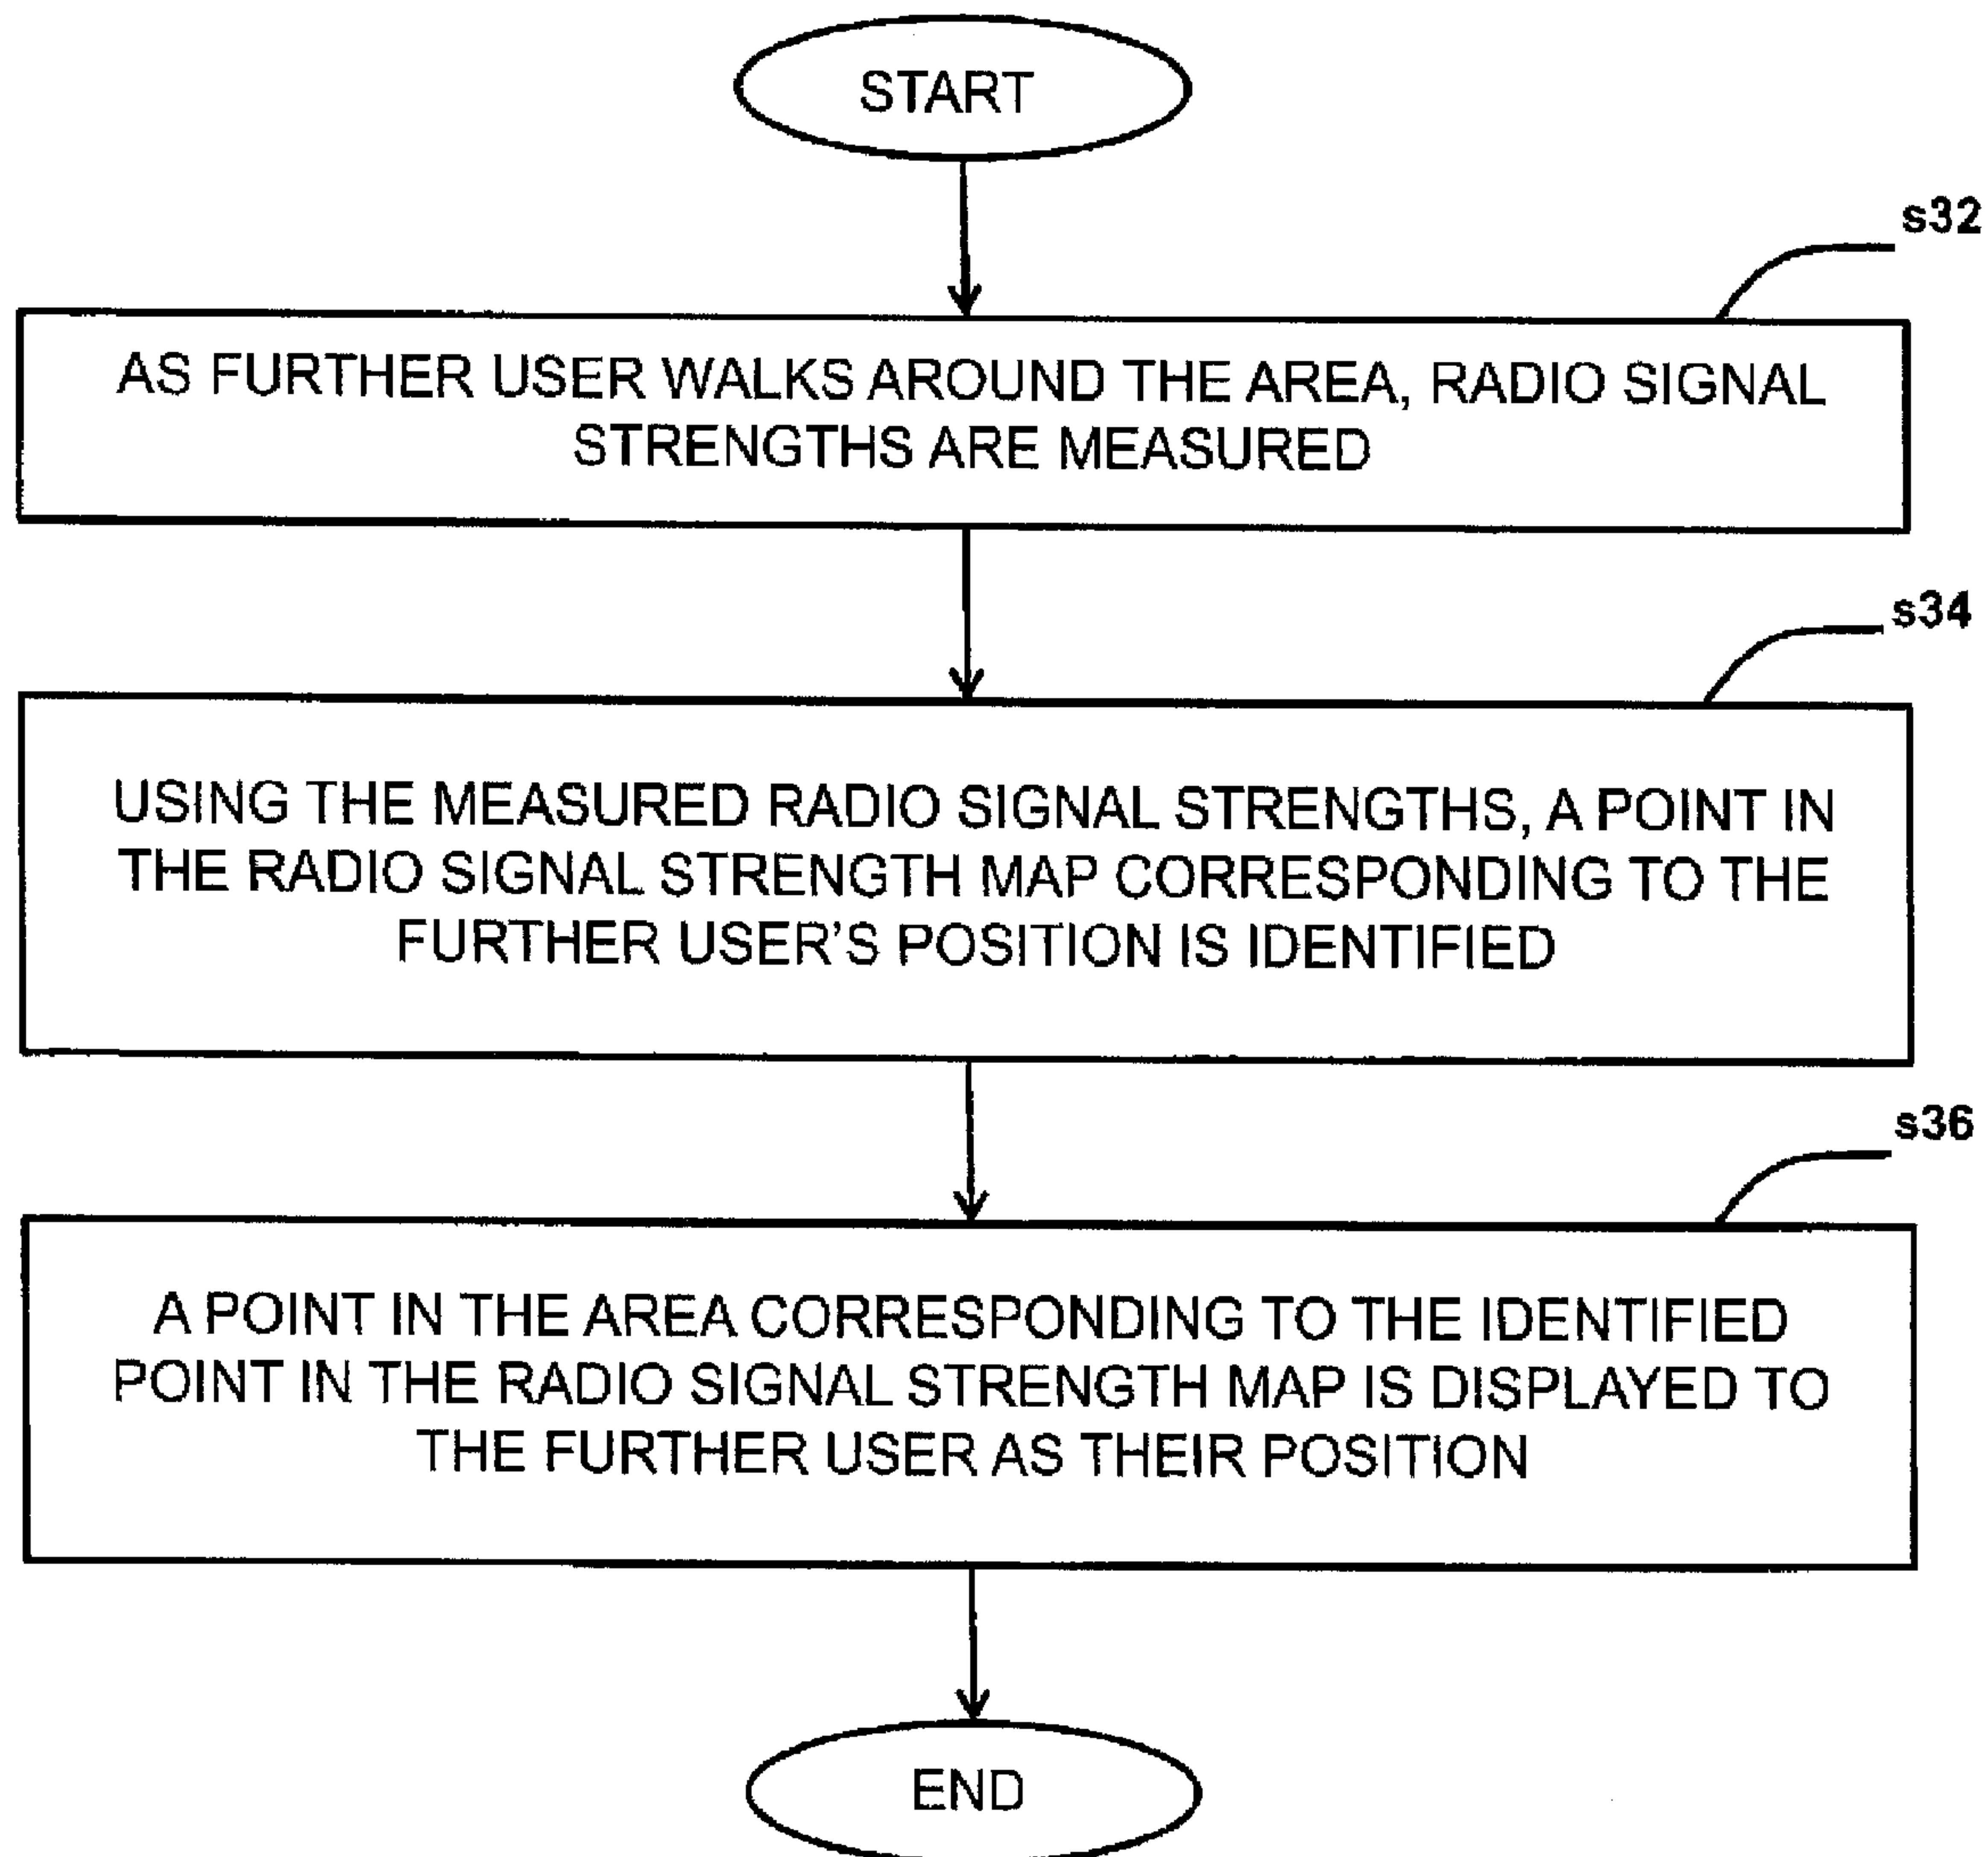 START
s32
AS FURTHER USER WALKS AROUND THE AREA, RADIO SIGNAL
STRENGTHS ARE MEASURED
s34
USING THE MEASURED RADIO SIGNAL STRENGTHS, A POINT IN
THE RADIO SIGNAL STRENGTH MAP CORRESPONDING TO THE
FURTHER USER'S POSITION IS IDENTIFIED
s36
A POINT IN THE AREA CORRESPONDING TO THE IDENTIFIED
POINT IN THE RADIO SIGNAL STRENGTH MAP IS DISPLAYED TO
THE FURTHER USER AS THEIR POSITION
END